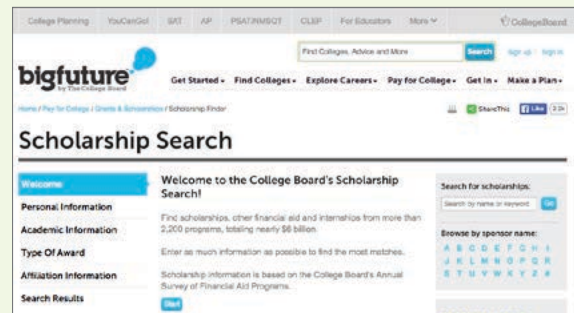 College Planning YouCanGo! SAT AP PSAT/NMSQT CLEP For Educators More CollegeBoard
Find Colleges, Advice and More Search Sign up Sign in
bigfuture
by The College Board
Get Started Find Colleges Explore Careers Pay for College Get In Make a Plan
Home / Pay for College / Grants & Scholarships / Scholarship Finder ShareThis Like
Scholarship Search
Welcome
Personal Information
Academic Information
Type Of Award
Affiliation Information
Search Results
Welcome to the College Board's Scholarship
Search!
Find scholarships, other financial aid and internships from more than
2,200 programs, totaling nearly $6 billion.
Enter as much information as possible to find the most matches.
Scholarship information is based on the College Board's Annual
Survey of Financial Aid Programs.
Start
Search for scholarships:
Search by name or keyword Go
Browse by sponsor name:
A B C D E F G H I
J K L M N O P Q R
S T U V W X Y Z #